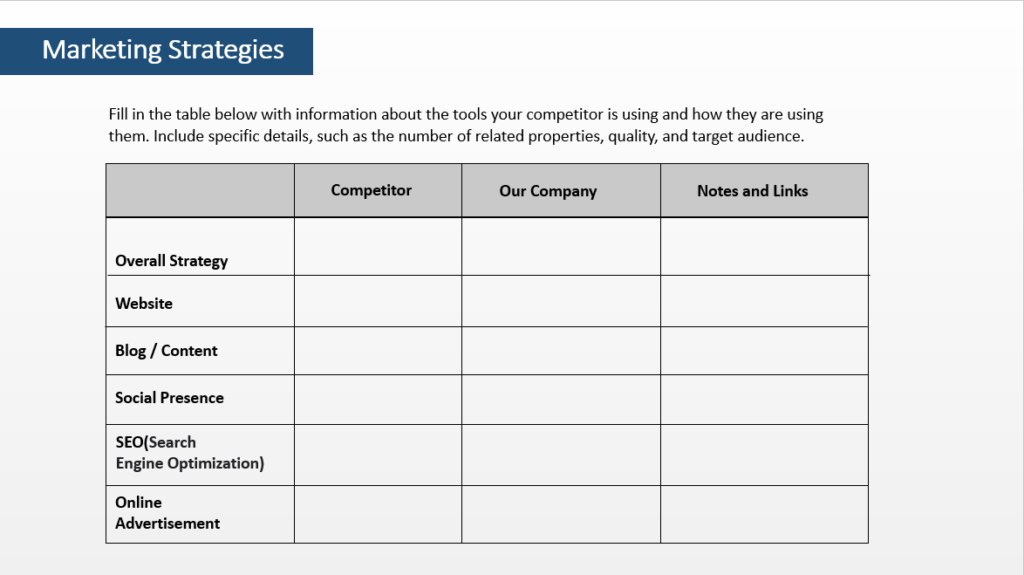 Marketing Strategies
Fill in the table below with information about the tools your competitor is using and how they are using
them. Include specific details, such as the number of related properties, quality, and target audience.
Competitor Our Company Notes and Links
Overall Strategy
Website
Blog / Content
Social Presence
SEO(Search
Engine Optimization)
Online
Advertisement